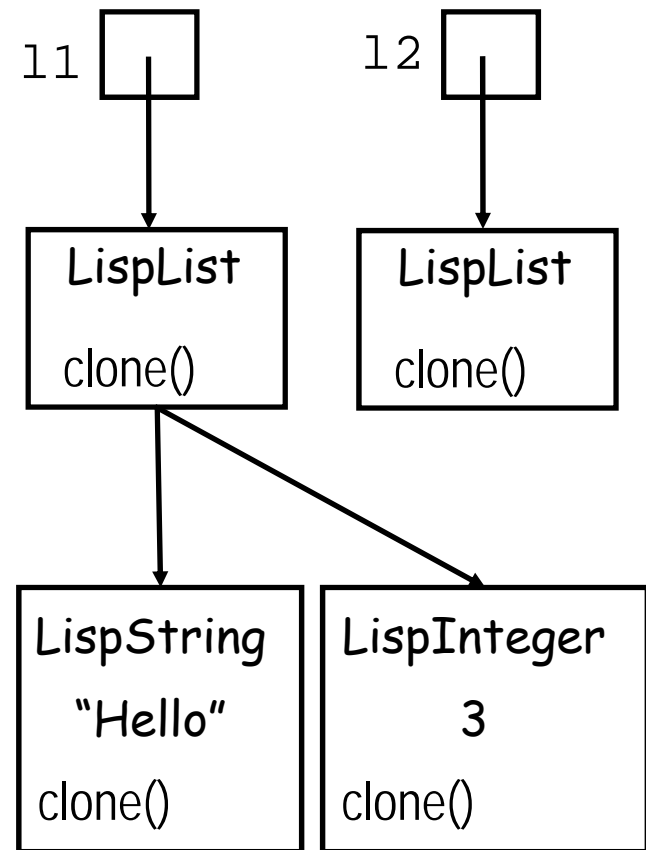 l1
l2
LispList
clone()
LispList
clone()
LispString
“Hello”
clone()
LispInteger
3
clone()